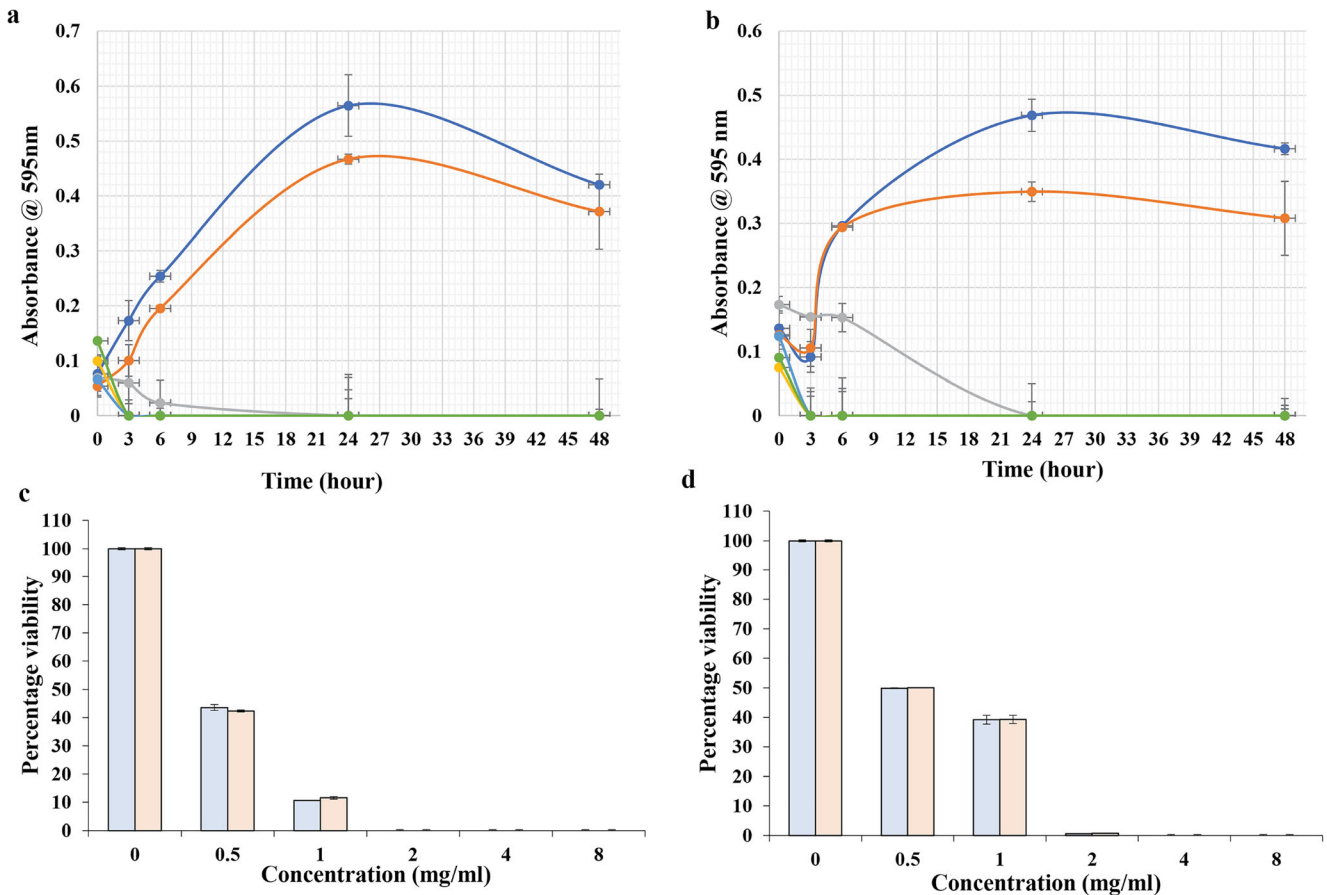 a
0.7
0.6
0.5
0.4
0.3
0.2
0.1
0
Absorbance @ 595nm
0 3 6 9 12 15 18 21 24 27 30 33 36 39 42 45 48
Time (hour)
b
0.6
0.5
0.4
0.3
0.2
0.1
0
Absorbance @ 595 nm
0 3 6 9 12 15 18 21 24 27 30 33 36 39 42 45 48
Time (hour)
c
110
100
90
80
70
60
50
40
30
20
10
0
Percentage viability
0 0.5 1 2 4 8
Concentration (mg/ml)
d
110
100
90
80
70
60
50
40
30
20
10
0
Percentage viability
0 0.5 1 2 4 8
Concentration (mg/ml)